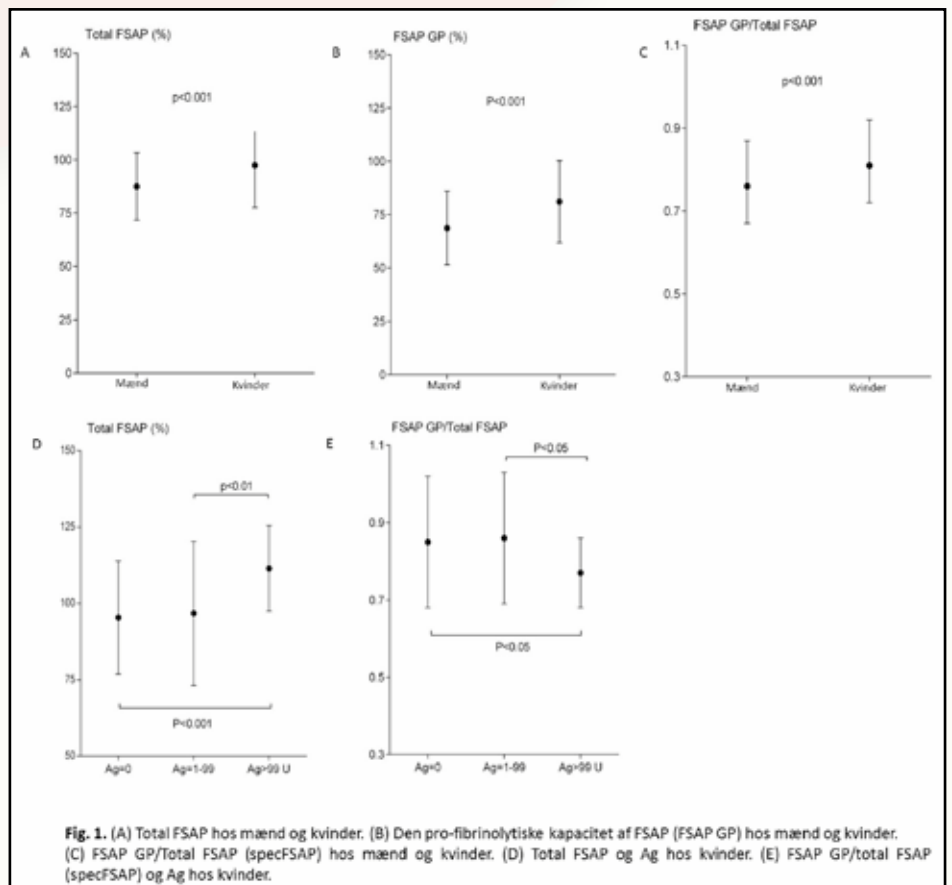 A
Total FSAP (%)
150
125
100
75
50
25
0
p<0.001
Mænd
Kvinder
B
FSAP GP (%)
150
125
100
75
50
25
0
P<0.001
Mænd
Kvinder
C
FSAP GP/Total FSAP
1.1
0.9
0.7
0.5
0.3
p<0.001
Mænd
Kvinder
D
Total FSAP (%)
150
125
100
75
50
p<0.01
P<0.001
Ag=0
Ag=1-99
Ag>99 U
E
FSAP GP/Total FSAP
1.1
0.9
0.7
0.5
0.3
P<0.05
P<0.05
Ag=0
Ag=1-99
Ag>99 U
Fig. 1. (A) Total FSAP hos mænd og kvinder. (B) Den pro-fibrinolytiske kapacitet af FSAP (FSAP GP) hos mænd og kvinder.
(C) FSAP GP/Total FSAP (specFSAP) hos mænd og kvinder. (D) Total FSAP og Ag hos kvinder. (E) FSAP GP/total FSAP
(specFSAP) og Ag hos kvinder.